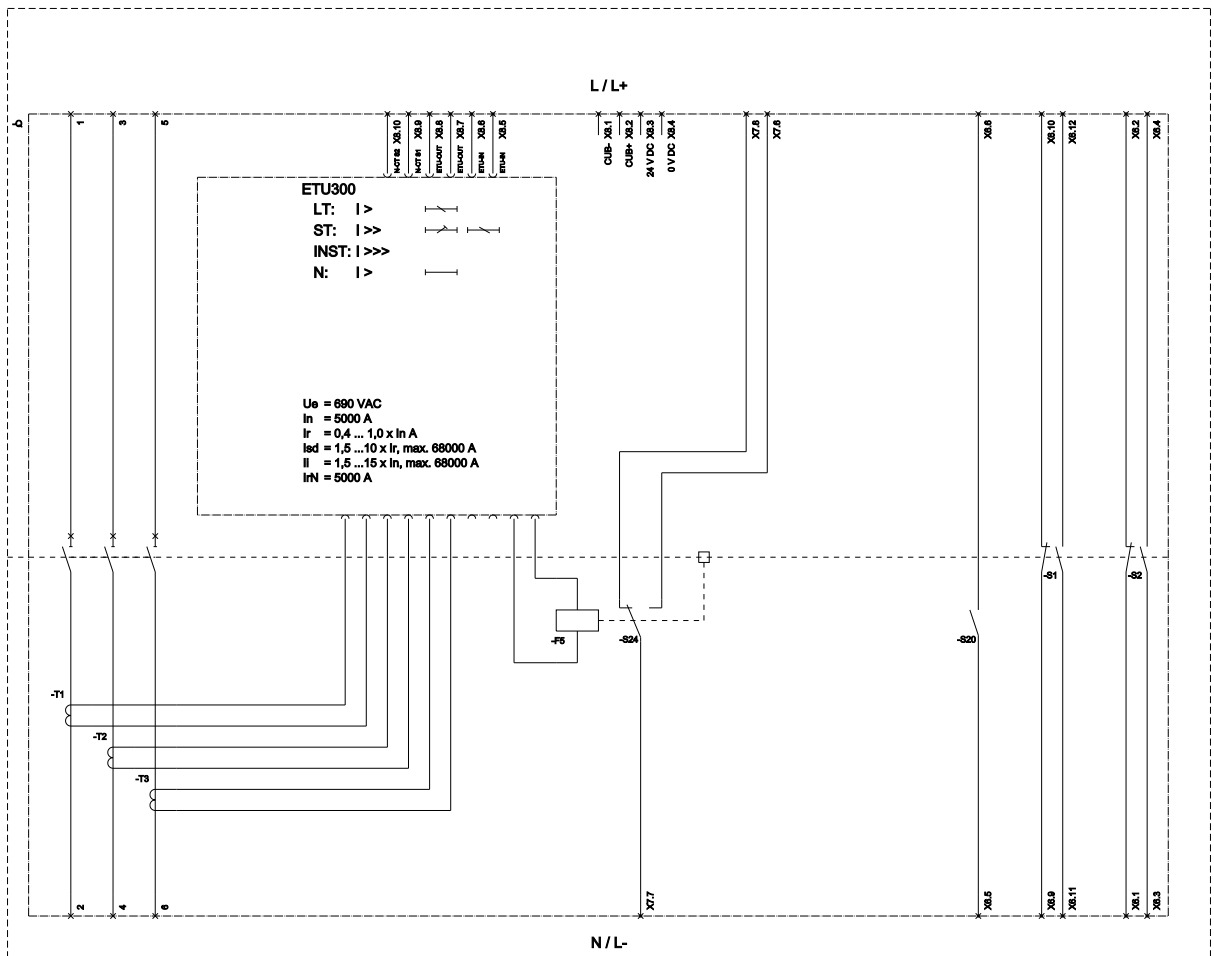 L / L+
-Q
1
3
5
X8.10
X8.9
X8.8
X8.7
X8.6
X8.5
N-CT S2
N-CT S1
ETU-OUT
ETU-OUT
ETU-IN
ETU-IN
CUB- X8.1
CUB+ X8.2
24 V DC X8.3
0 V DC X8.4
X7.8
X7.6
X6.6
X6.10
X6.12
X6.2
X6.4
ETU300
LT: I >
ST: I >>
INST: I >>>
N: I >
Ue = 690 VAC
In = 5000 A
Ir = 0,4 ... 1,0 x In A
Isd = 1,5 ...10 x Ir, max. 68000 A
Ii = 1,5 ...15 x In, max. 68000 A
IrN = 5000 A
-S1
-S2
-F5
-S24
-S20
-T1
-T2
-T3
2
4
6
X7.7
X6.5
X6.9
X6.11
X6.1
X6.3
N / L-